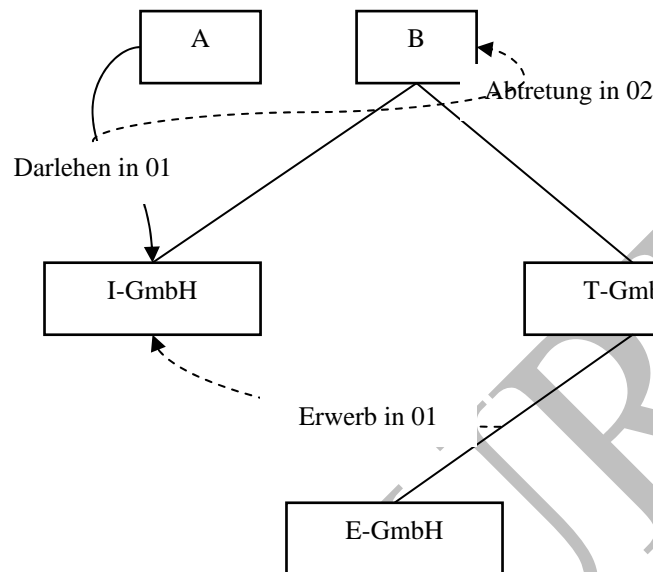 A
B
Abtretung in 02
Darlehen in 01
I-GmbH
T-Gmb
Erwerb in 01
E-GmbH